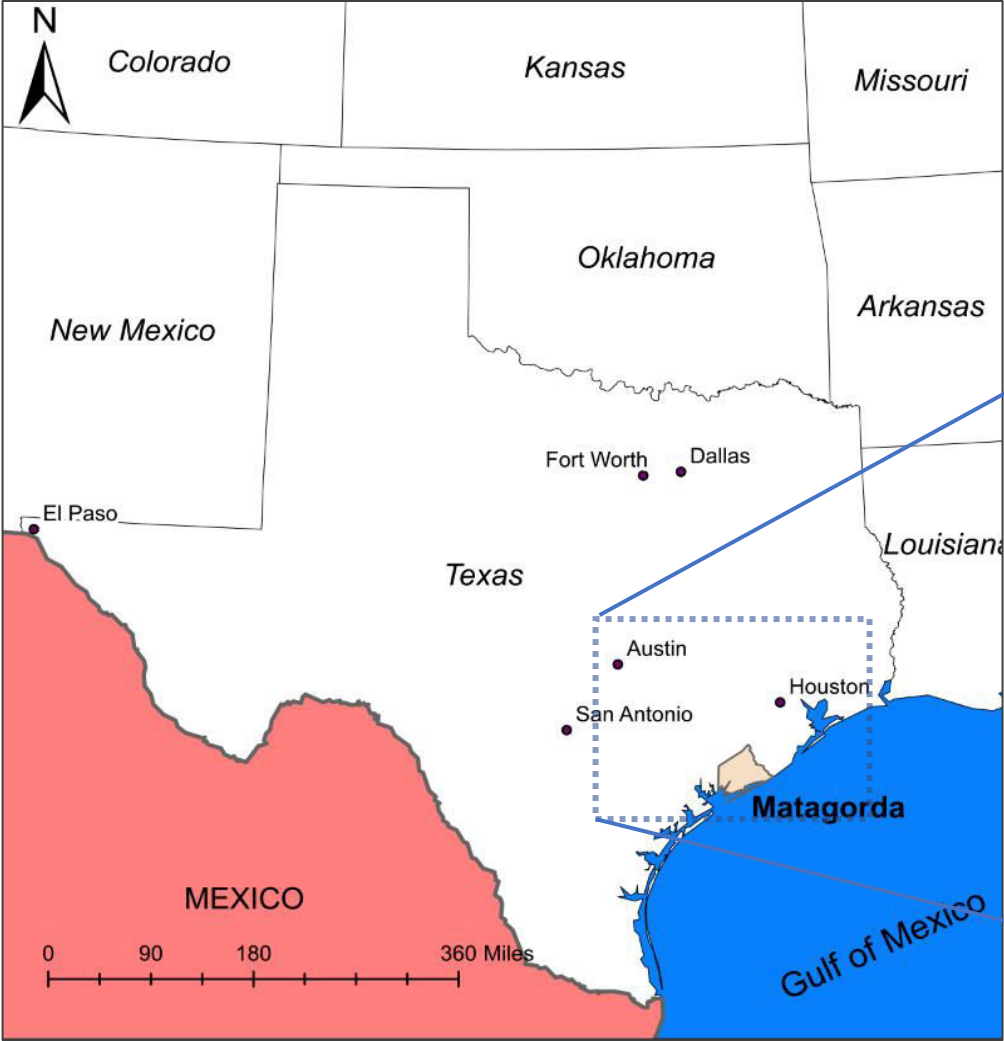 N
Colorado
Kansas
Missouri
Oklahoma
Arkansas
New Mexico
Fort Worth
Dallas
El Paso
Louisiana
Texas
Austin
Houston
San Antonio
Matagorda
MEXICO
Gulf of Mexico
0 90 180 360 Miles